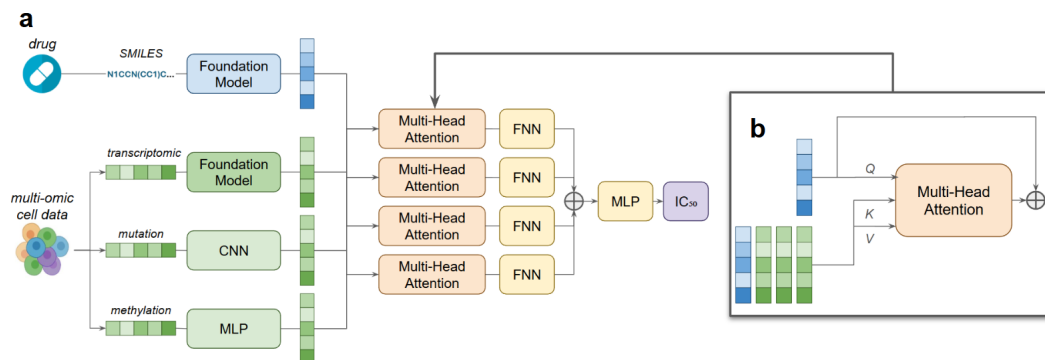 a
drug
SMILES
N1CCN(CC1)C...
Foundation
Model
transcriptomic
Foundation
Model
multi-omic
cell data
mutation
CNN
methylation
MLP
Multi-Head
Attention
FNN
Multi-Head
Attention
FNN
Multi-Head
Attention
FNN
Multi-Head
Attention
FNN
MLP
IC₅₀
b
Q
K
V
Multi-Head
Attention